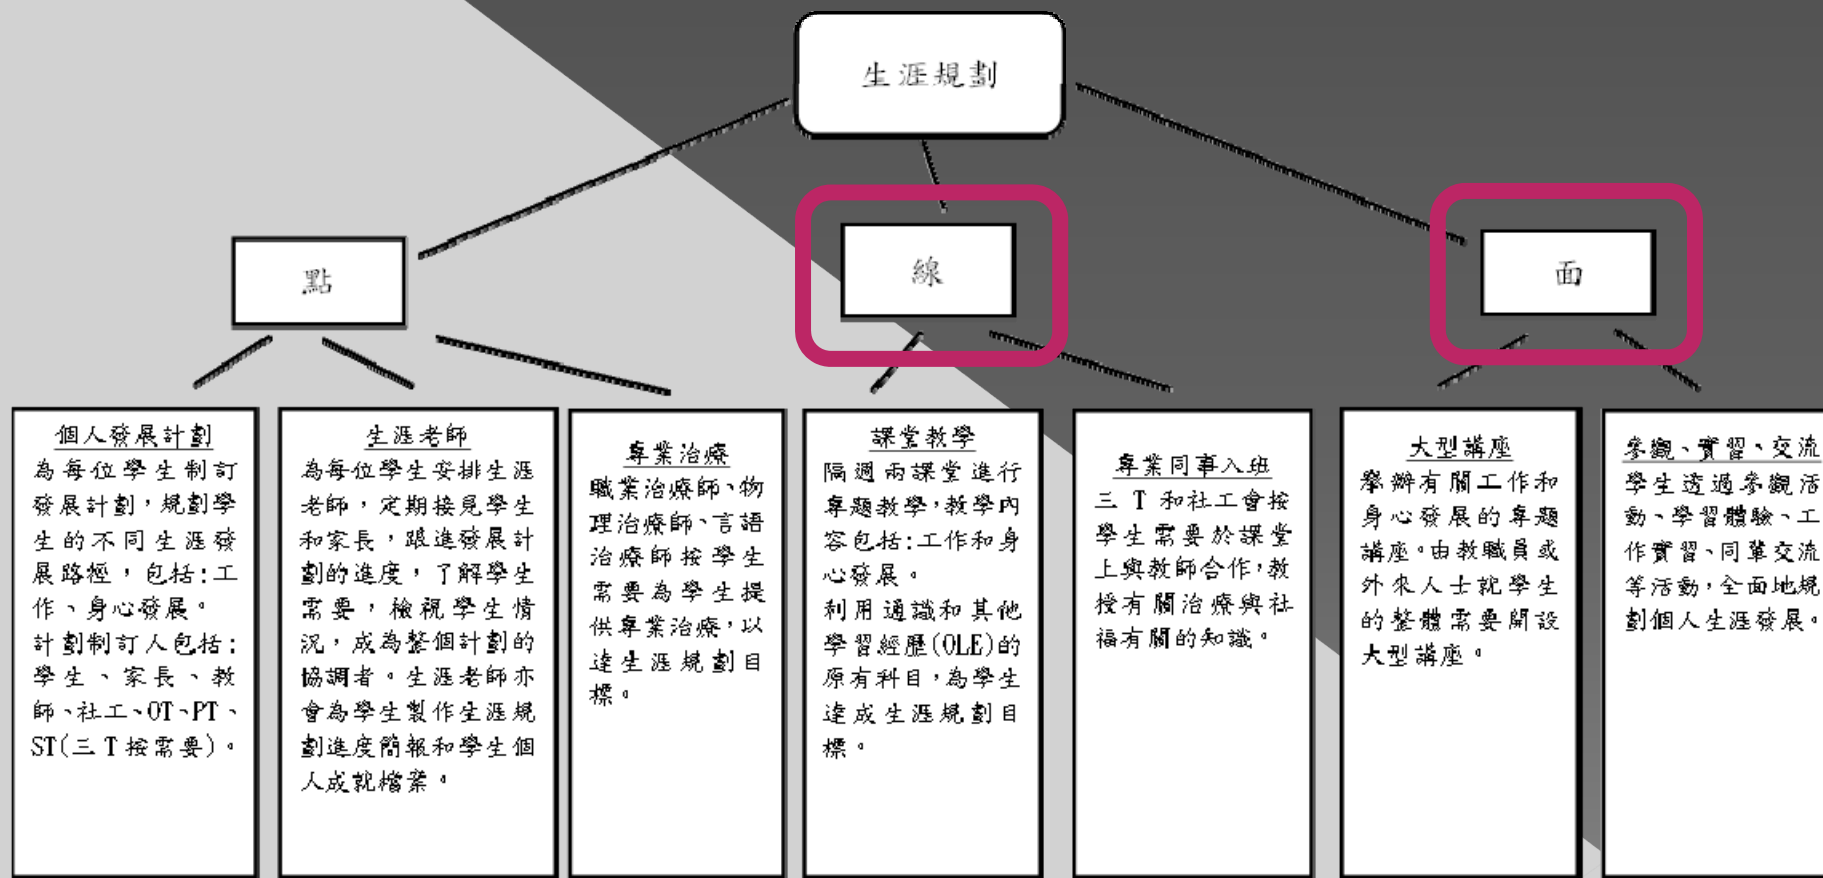 生涯規劃
點
線
面
個人發展計劃
為每位學生制訂
發展計劃，規劃學
生的不同生涯發
展路徑，包括:工
作、身心發展。
計劃制訂人包括:
學生、家長、教
師、社工、OT、PT、
ST(三T按需要)。
生涯老師
為每位學生安排生涯
老師，定期接見學生
和家長，跟進發展計
劃的進度，了解學生
需要，檢視學生情
況，成為整個計劃的
協調者。生涯老師亦
會為學生製作生涯規
劃進度簡報和學生個
人成就檔案。
專業治療
職業治療師、物
理治療師、言語
治療師按學生
需要為學生提
供專業治療，以
達生涯規劃目
標。
課堂教學
隔週兩課堂進行
專題教學，教學內
容包括:工作和身
心發展。
利用通識和其他
學習經歷(OLE)的
原有科目，為學生
達成生涯規劃目
標。
專業同事入班
三T和社工會按
學生需要於課堂
上與教師合作，教
授有關治療與社
福有關的知識。
大型講座
舉辦有關工作和
身心發展的專題
講座。由教職員或
外來人士就學生
的整體需要開設
大型講座。
參觀、實習、交流
學生透過參觀活
動、學習體驗、工
作實習、同輩交流
等活動，全面地規
劃個人生涯發展。